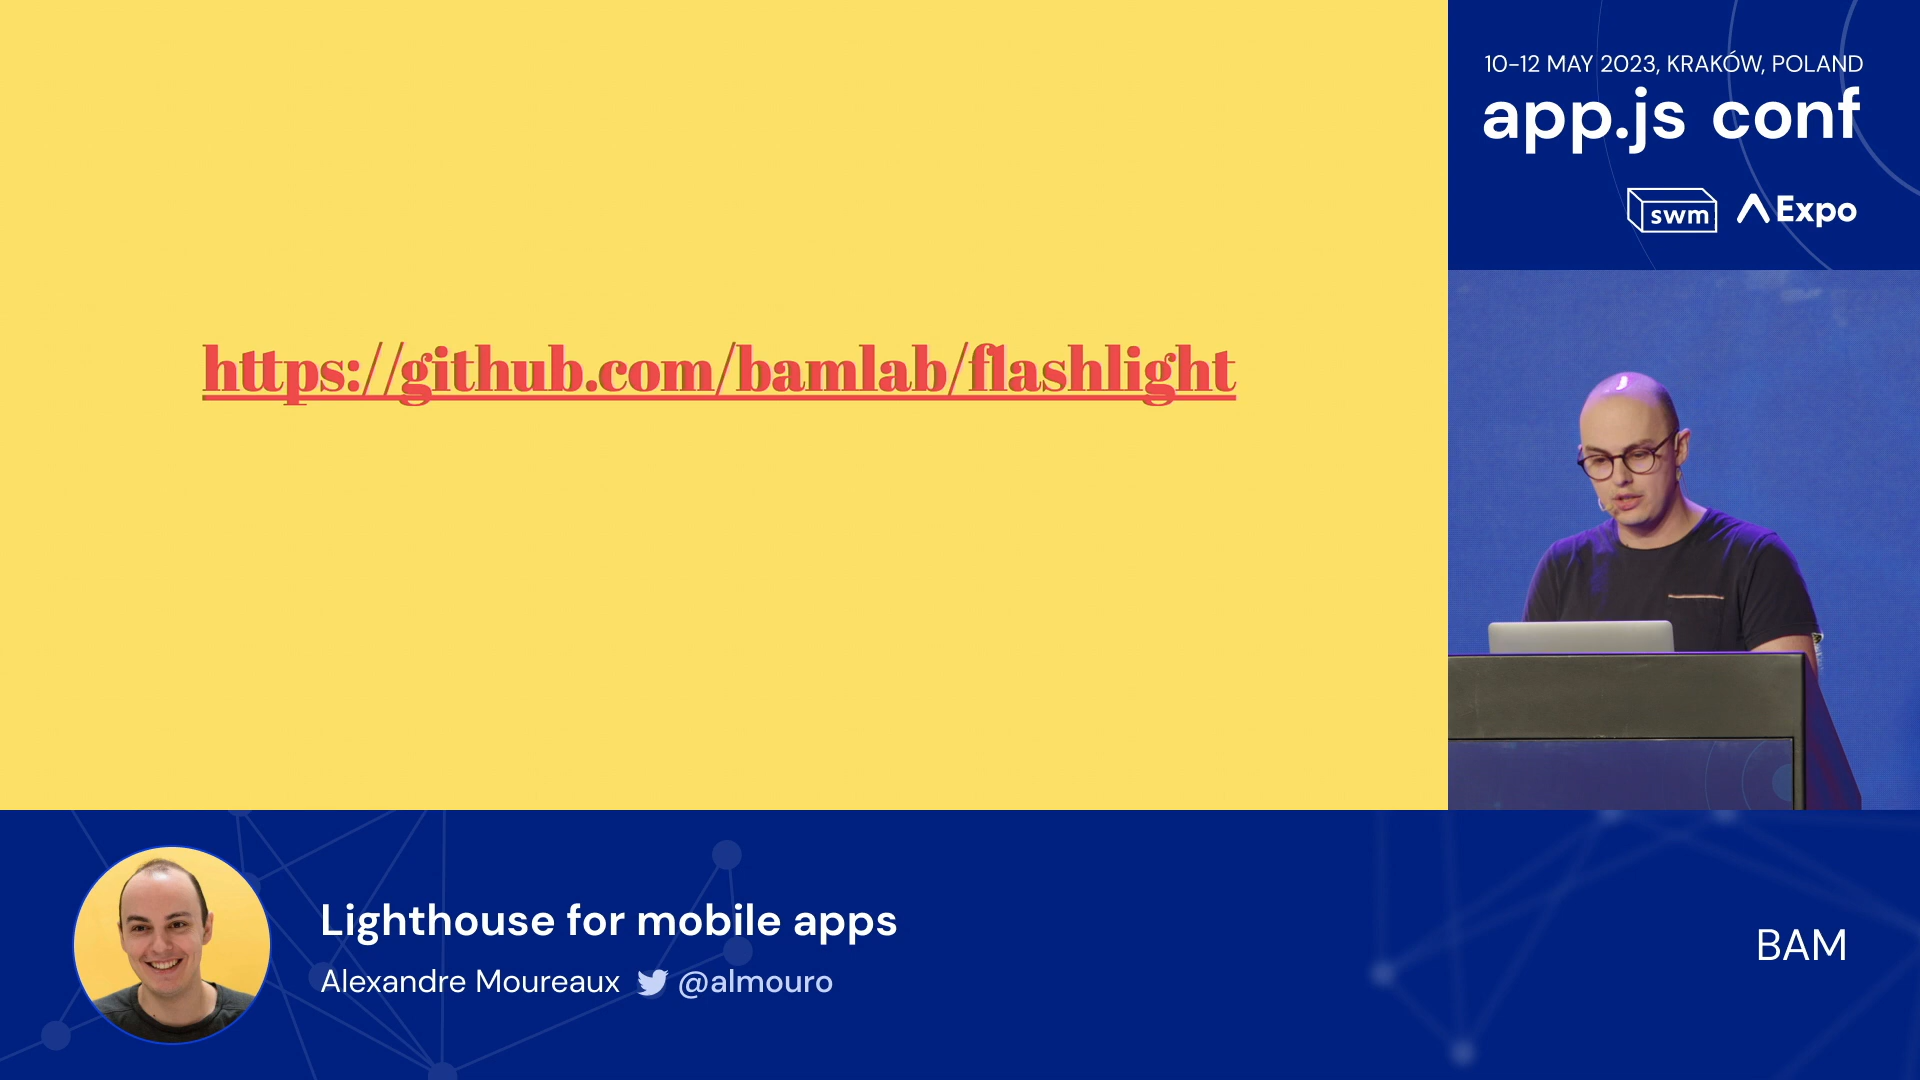 https://github.com/bamlab/flashlight
10-12 MAY 2023, KRAKÓW, POLAND
app.js conf
swm Expo
Lighthouse for mobile apps
Alexandre Moureaux @almouro
BAM